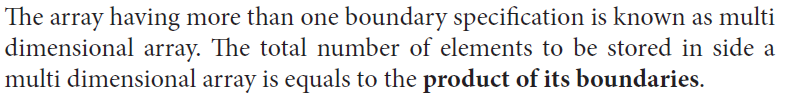 The array having more than one boundary specification is known as multi
dimensional array. The total number of elements to be stored in side a
multi dimensional array is equals to the product of its boundaries.